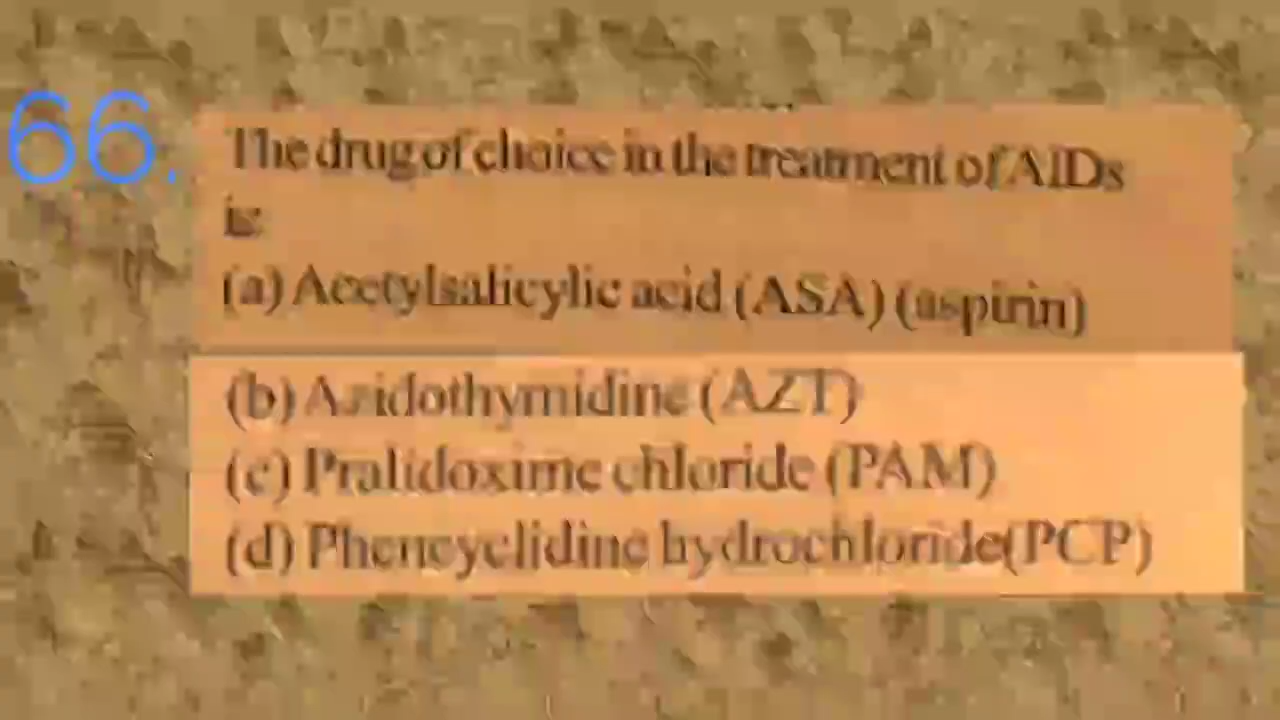 66.
The drug of choice in the treatment of AIDs
is:
(a) Acetylsalicylic acid (ASA) (aspirin)
(b) Azidothymidine (AZT)
(c) Pralidoxime chloride (PAM)
(d) Phencyclidine hydrochloride(PCP)